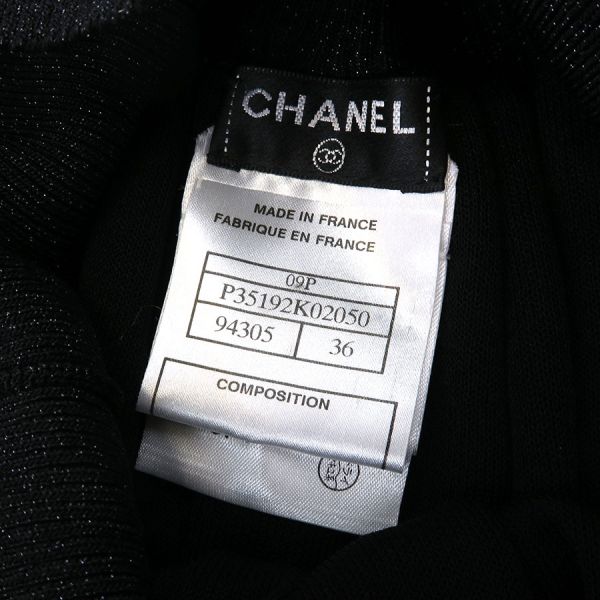 CHANEL
MADE IN FRANCE
FABRIQUE EN FRANCE
09P
P35192K02050
94305 36
COMPOSITION